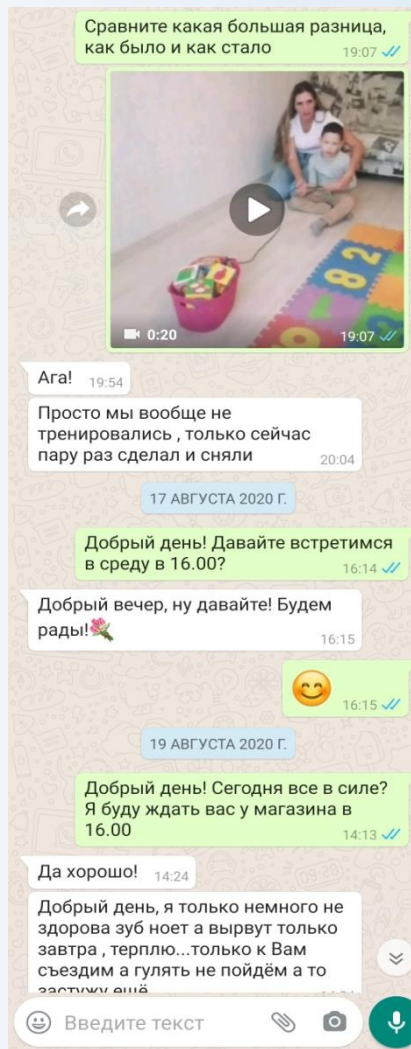 Сравните какая большая разница,
как было и как стало
19:07
0:20
19:07
Ага! 19:54
Просто мы вообще не
тренировались , только сейчас
пару раз сделал и сняли
20:04
17 АВГУСТА 2020 Г.
Добрый день! Давайте встретимся
в среду в 16.00?
16:14
Добрый вечер, ну давайте! Будем
рады!
16:15
16:15
19 АВГУСТА 2020 Г.
Добрый день! Сегодня все в силе?
Я буду ждать вас у магазина в
16.00
14:13
Да хорошо! 14:24
Добрый день, я только немного не
здорова зуб ноет а вырвут только
завтра , терплю...только к Вам
съездим а гулять не пойдём а то
застужу ещё
Введите текст